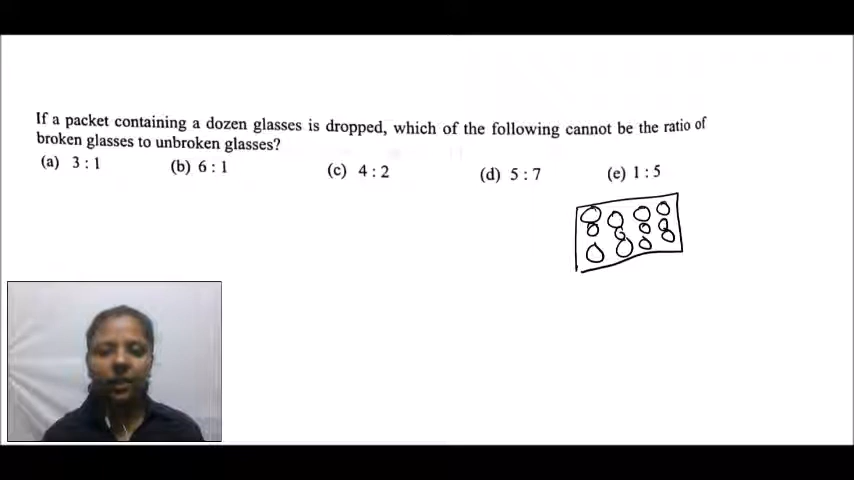 If a packet containing a dozen glasses is dropped, which of the following cannot be the ratio of
broken glasses to unbroken glasses?
(a) 3 : 1 (b) 6 : 1 (c) 4 : 2 (d) 5 : 7 (e) 1 : 5